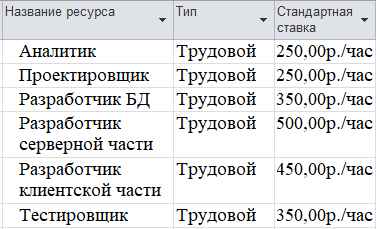 Название ресурса Тип Стандартная
ставка
Аналитик Трудовой 250,00р./час
Проектировщик Трудовой 250,00р./час
Разработчик БД Трудовой 350,00р./час
Разработчик Трудовой 500,00р./час
серверной части
Разработчик Трудовой 450,00р./час
клиентской части
Тестировщик Трудовой 350,00р./час